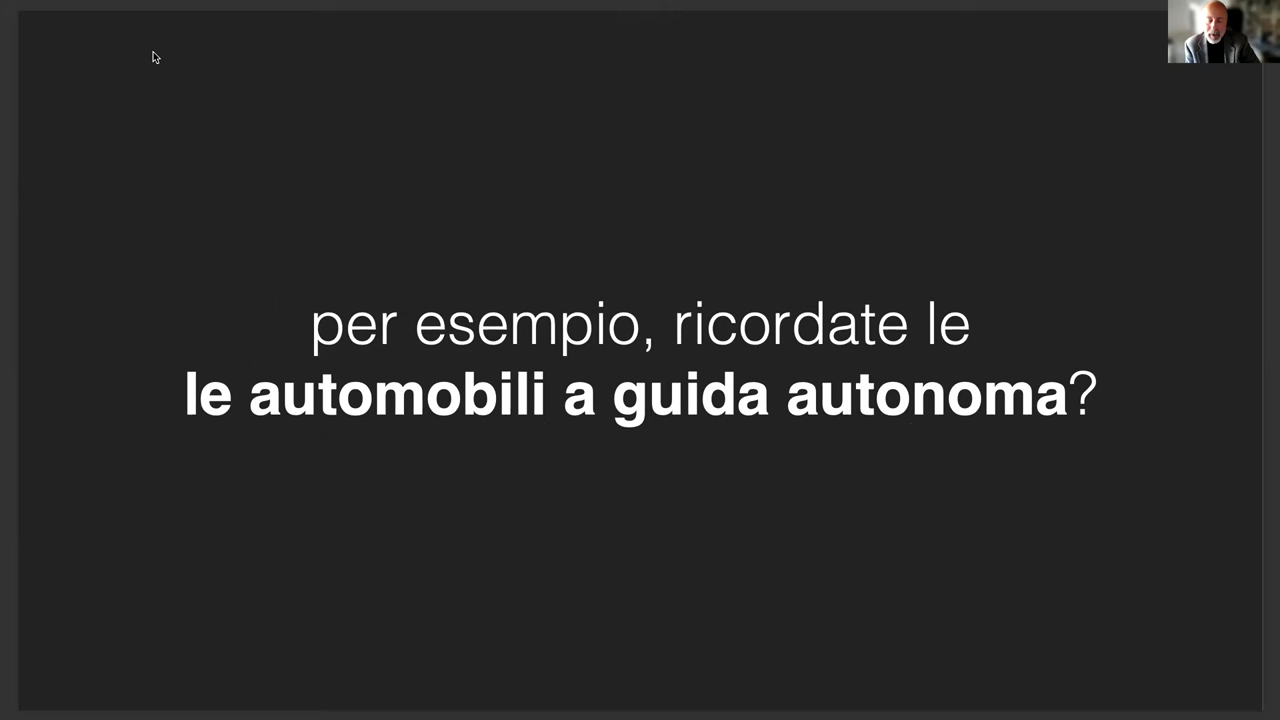 per esempio, ricordate le
le automobili a guida autonoma?